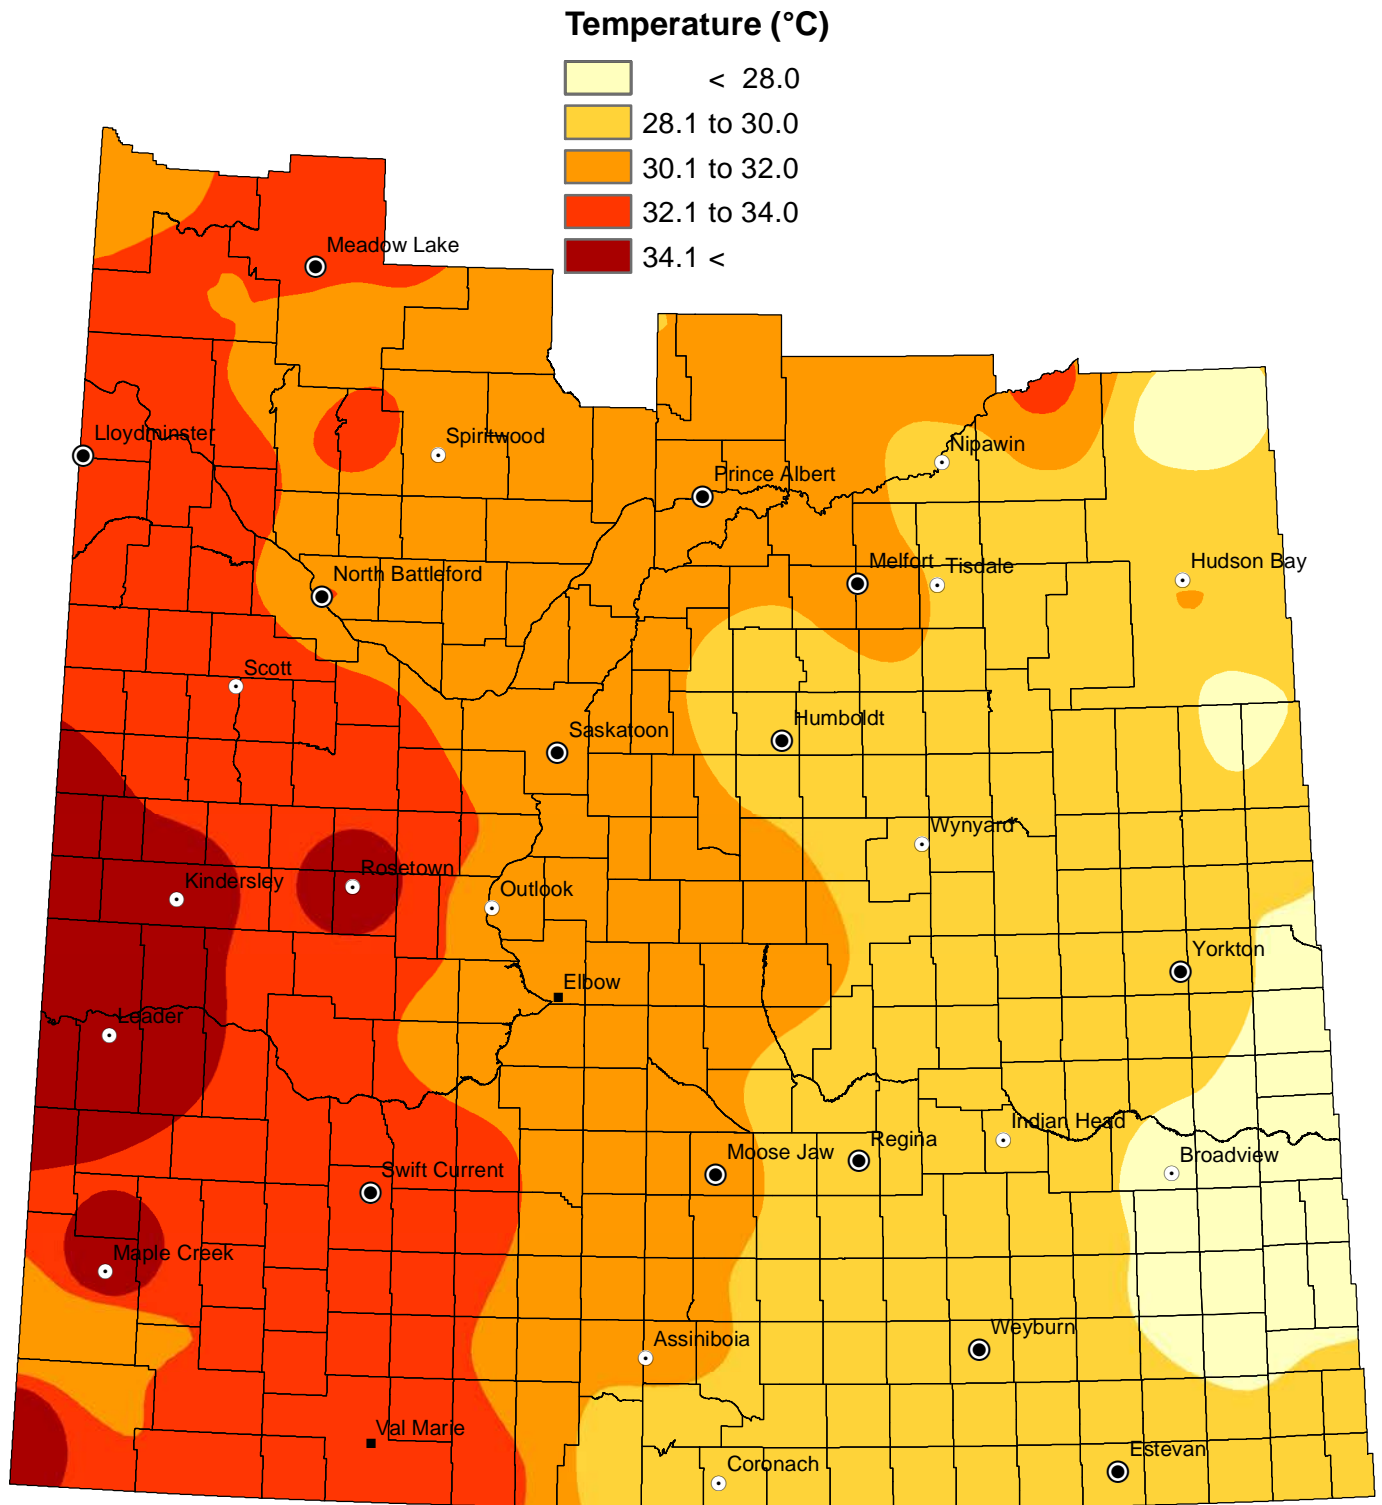 Temperature (°C)
< 28.0
28.1 to 30.0
30.1 to 32.0
32.1 to 34.0
34.1 <
Meadow Lake
Lloydminster
Spiritwood
Nipawin
Prince Albert
Melfort
Tisdale
Hudson Bay
North Battleford
Scott
Humboldt
Saskatoon
Wynyard
Rosetown
Kindersley
Outlook
Yorkton
Elbow
Leader
Indian Head
Regina
Moose Jaw
Broadview
Swift Current
Maple Creek
Weyburn
Assiniboia
Val Marie
Estevan
Coronach